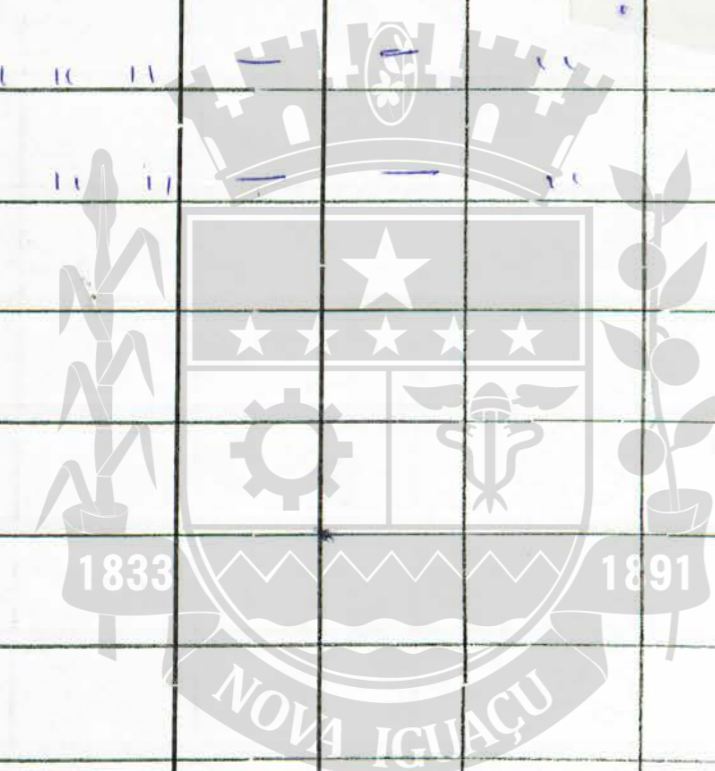 " " — — "
" " — — "
1833 1891
NOVA IGUAÇU